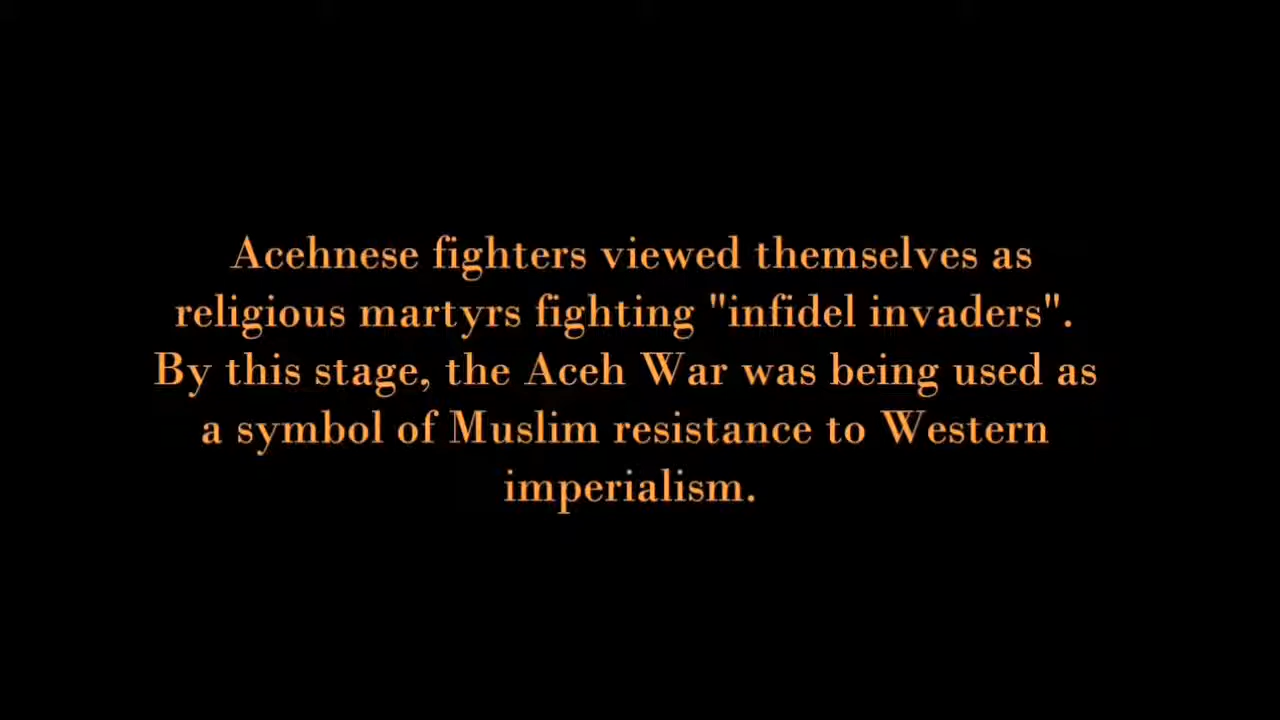 Acehnese fighters viewed themselves as
religious martyrs fighting "infidel invaders".
By this stage, the Aceh War was being used as
a symbol of Muslim resistance to Western
imperialism.